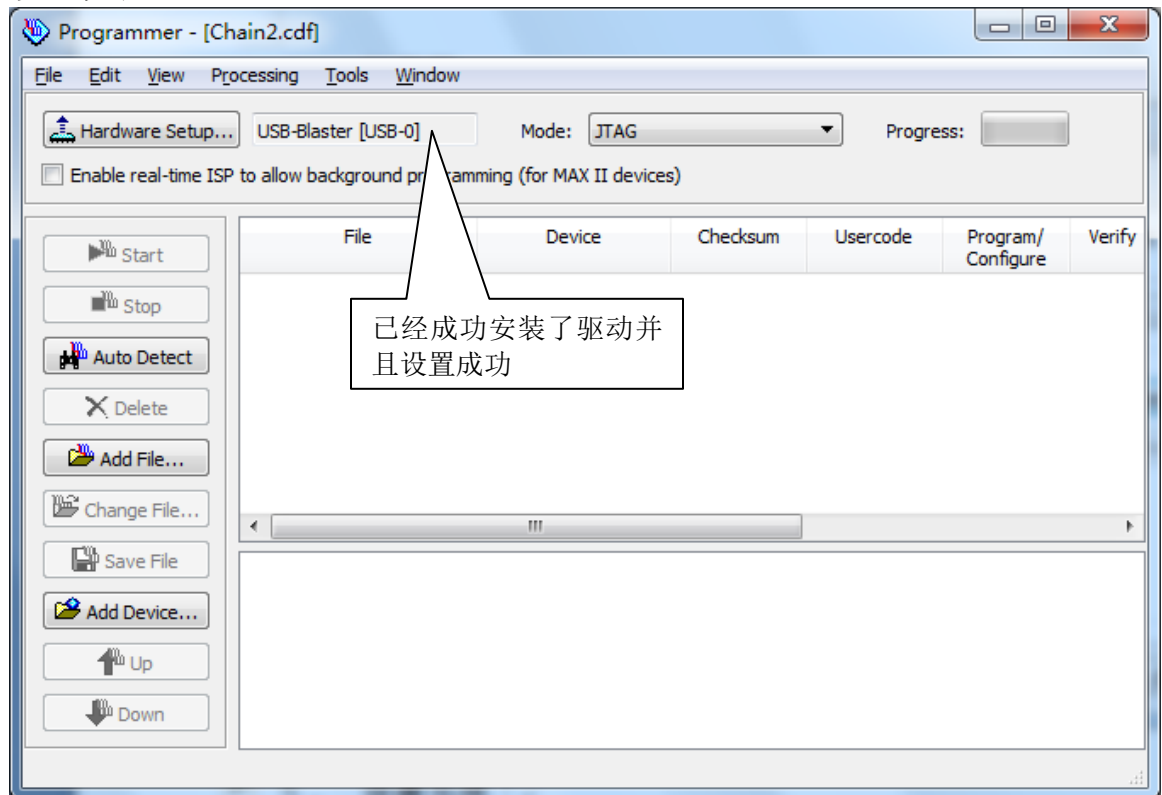 Programmer - [Chain2.cdf]
File Edit View Processing Tools Window
Hardware Setup... USB-Blaster [USB-0] Mode: JTAG Progress:
Enable real-time ISP to allow background programming (for MAX II devices)
File Device Checksum Usercode Program/ Verify
Configure
Start
Stop
Auto Detect
Delete
Add File...
Change File...
Save File
Add Device...
Up
Down
已经成功安装了驱动并
且设置成功